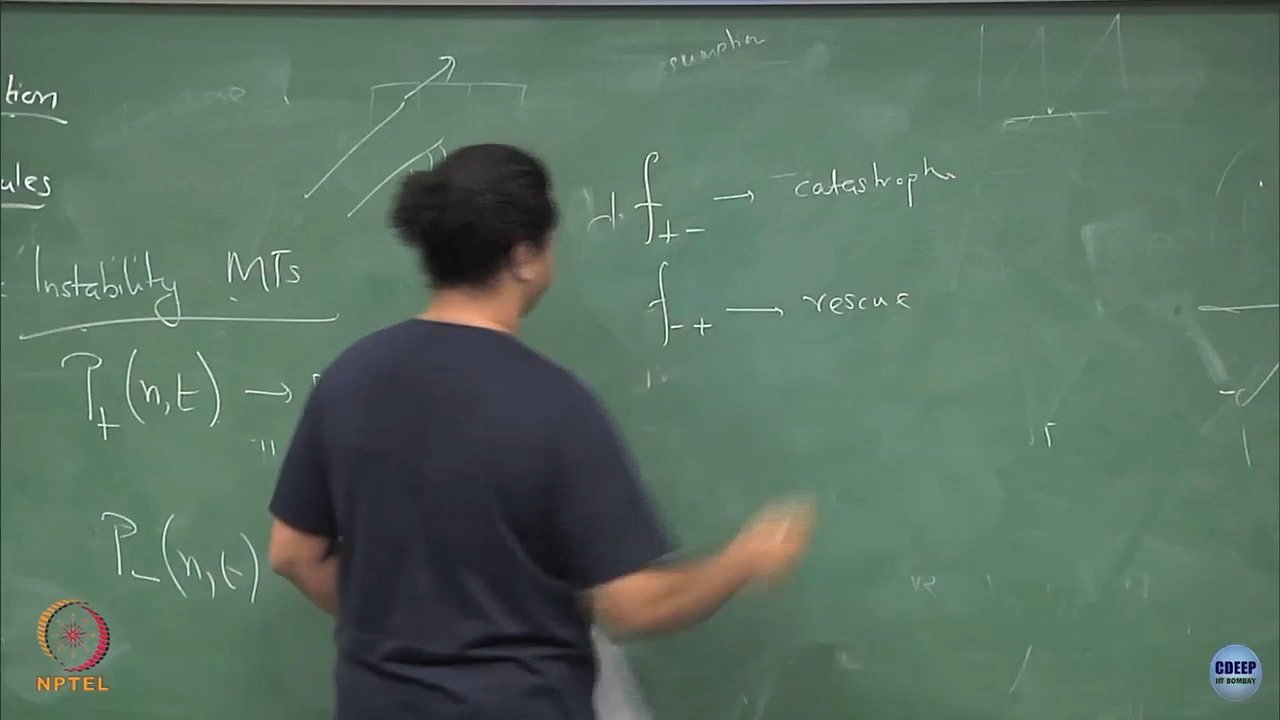 tion
ules
Instability MTs
P₊(n,t) →
P₋(n,t)
f₊₋ → catastrophe
f₋₊ → rescue
NPTEL
CDEEP
IIT BOMBAY